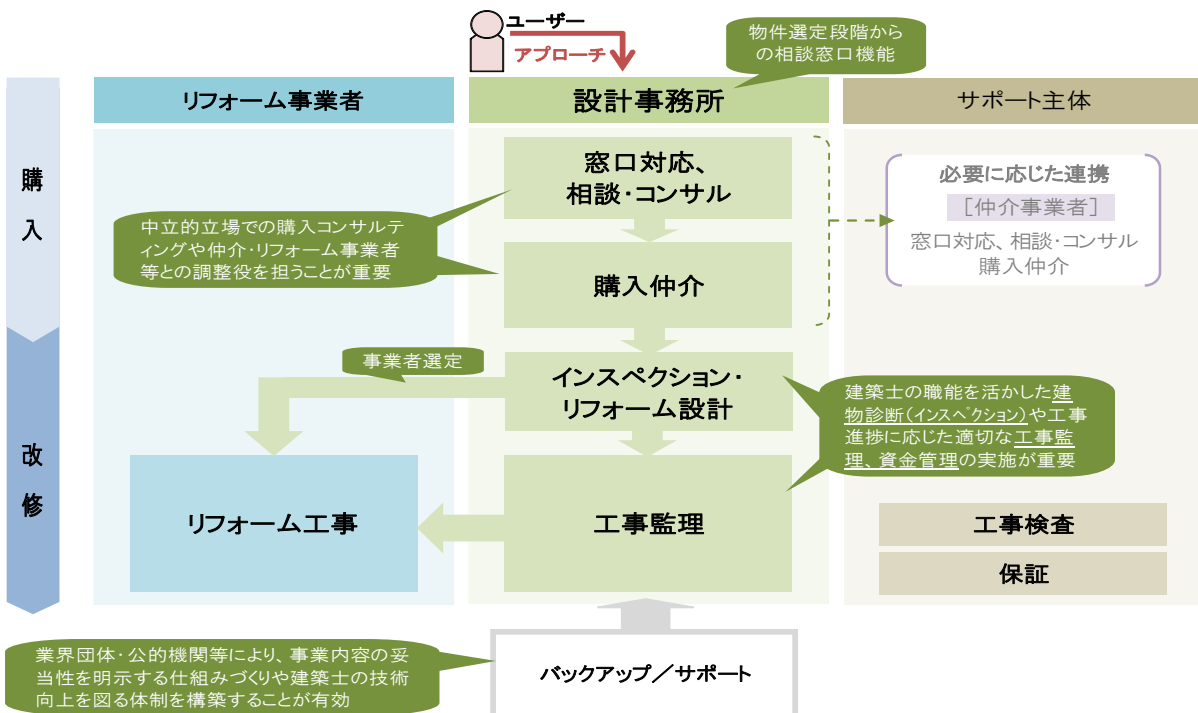 ユーザー
アプローチ
物件選定段階から
の相談窓口機能
リフォーム事業者
設計事務所
サポート主体
購
入
窓口対応、
相談・コンサル
必要に応じた連携
[仲介事業者]
窓口対応、相談・コンサル
購入仲介
中立的立場での購入コンサルテ
ィングや仲介・リフォーム事業者
等との調整役を担うことが重要
購入仲介
改
修
事業者選定
インスペクション・
リフォーム設計
建築士の職能を活かした建
物診断(インスペクション)や工事
進捗に応じた適切な工事監
理、資金管理の実施が重要
リフォーム工事
工事監理
工事検査
保証
業界団体・公的機関等により、事業内容の妥
当性を明示する仕組みづくりや建築士の技術
向上を図る体制を構築することが有効
バックアップ／サポート